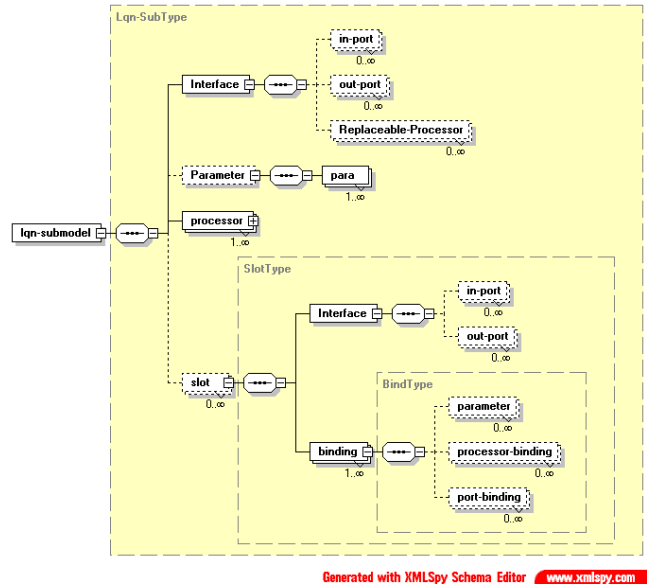 Lqn-SubType
in-port
0..∞
Interface
out-port
0..∞
Replaceable-Processor
0..∞
Parameter
para
1..∞
processor
1..∞
lqn-submodel
SlotType
Interface
in-port
0..∞
out-port
0..∞
slot
0..∞
BindType
parameter
0..∞
binding
1..∞
processor-binding
0..∞
port-binding
0..∞
Generated with XMLSpy Schema Editor www.xmlspy.com